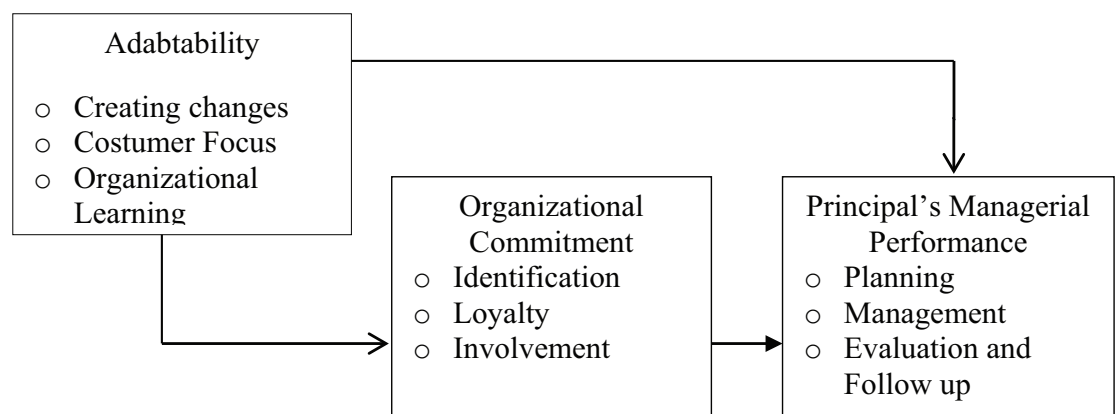 Adabtability
o Creating changes
o Costumer Focus
o Organizational
Learning
Organizational
Commitment
o Identification
o Loyalty
o Involvement
Principal’s Managerial
Performance
o Planning
o Management
o Evaluation and
Follow up